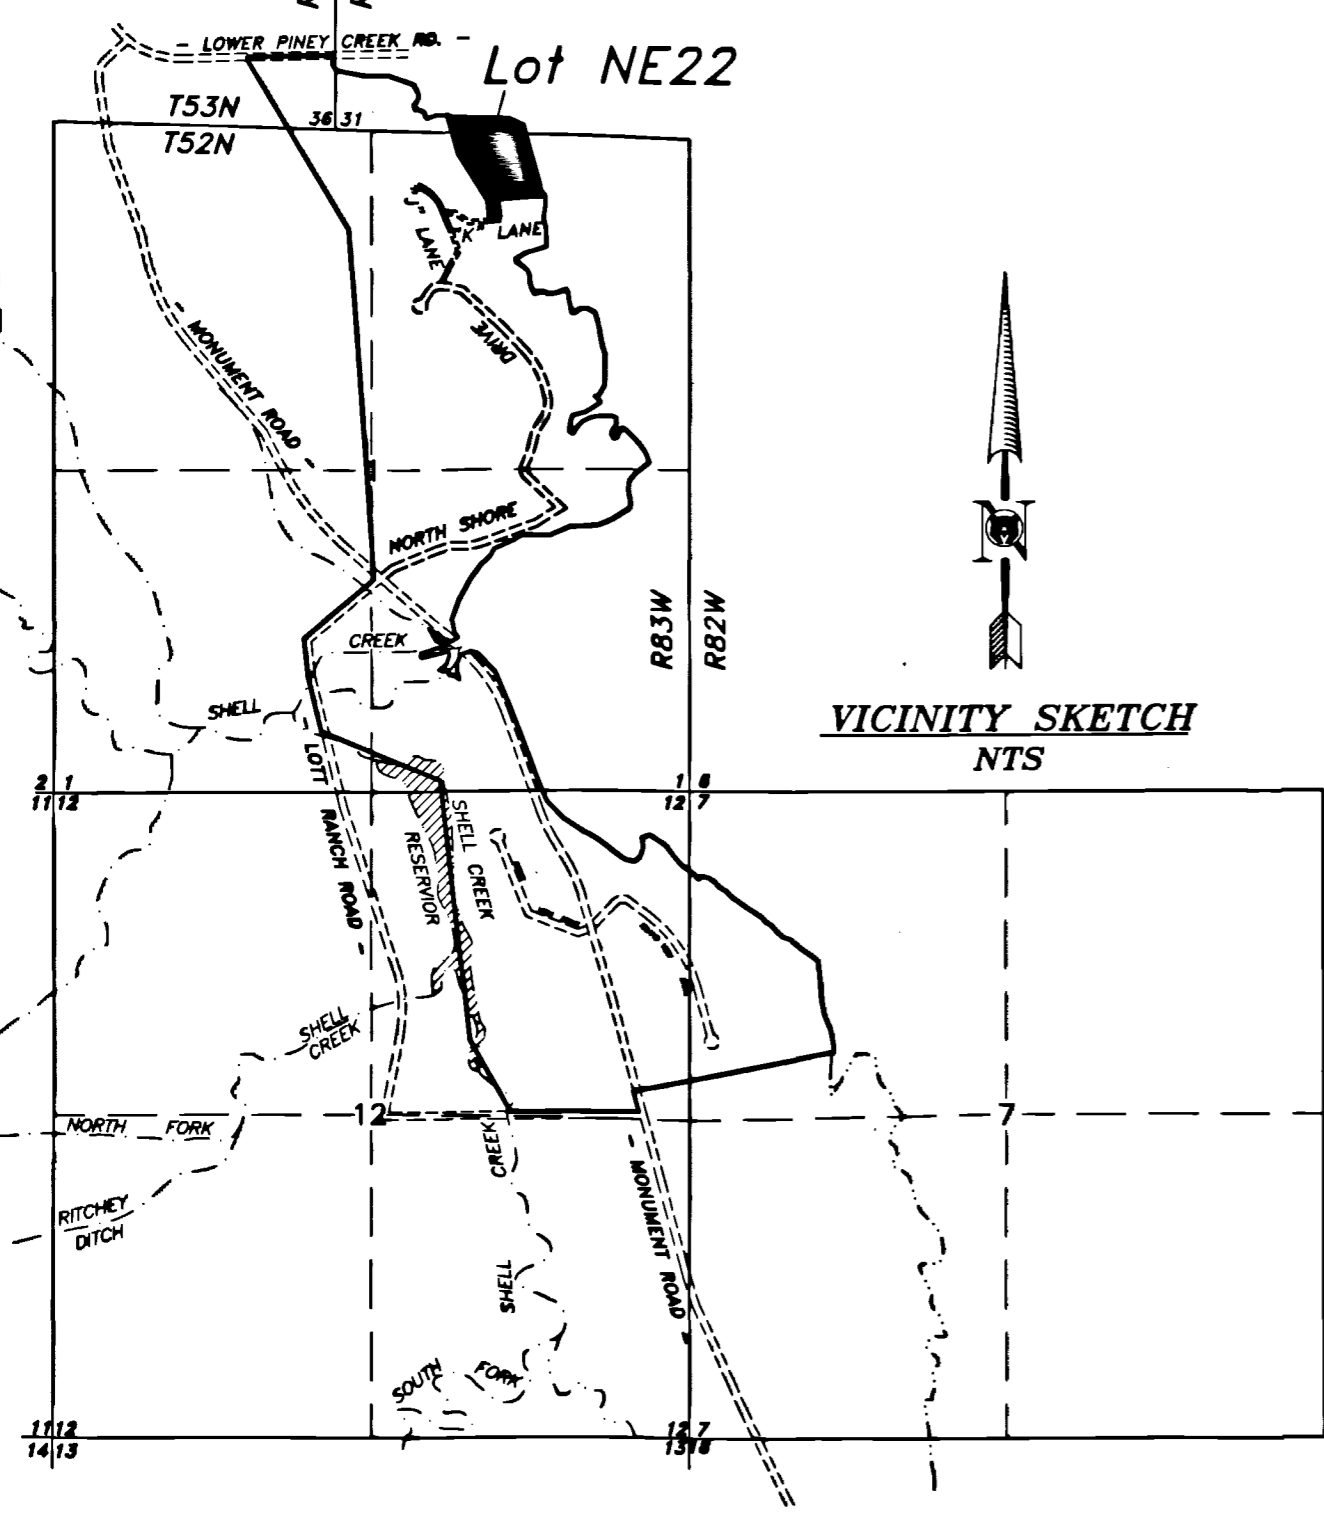 - LOWER PINEY CREEK RD. -
Lot NE22
T53N
36 31
T52N
"J" LANE
"K" LANE
DRIVE
- MONUMENT ROAD -
NORTH SHORE
R83W
R82W
N
CREEK
SHELL
VICINITY SKETCH
NTS
2 1
11 12
1 6
12 7
- LOTT RANCH ROAD -
SHELL CREEK
RESERVIOR
SHELL
CREEK
12
7
NORTH FORK
CREEK
RITCHEY
DITCH
- MONUMENT ROAD -
SHELL
SOUTH FORK
11 12
14 13
12 7
13 18